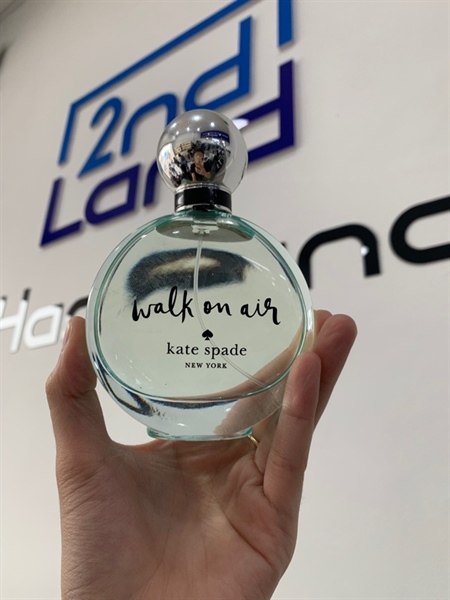 2nd
Land
walk on air
kate spade
NEW YORK